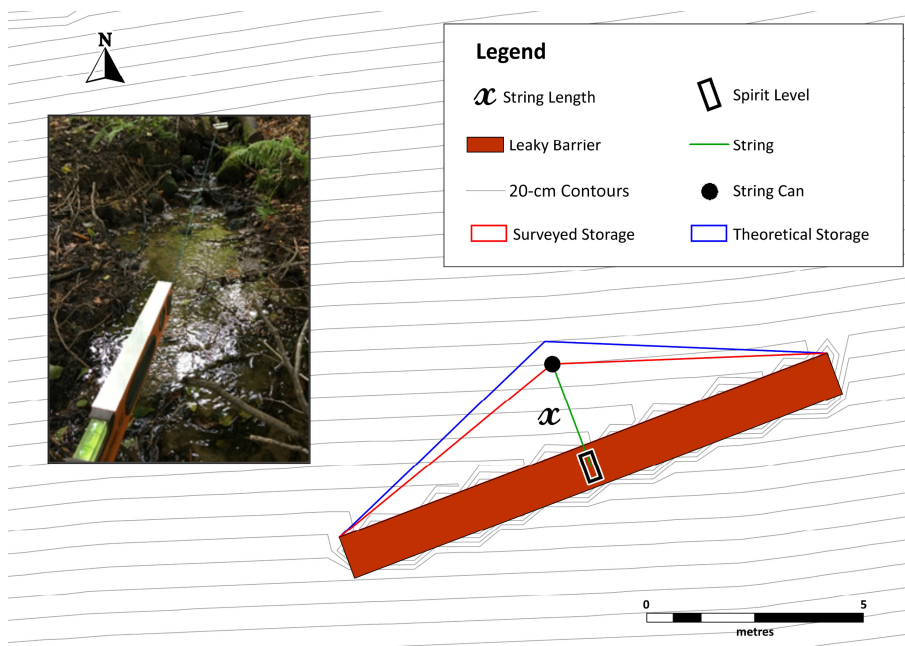 N
Legend
x String Length
Spirit Level
Leaky Barrier
String
20-cm Contours
String Can
Surveyed Storage
Theoretical Storage
x
0 5
metres